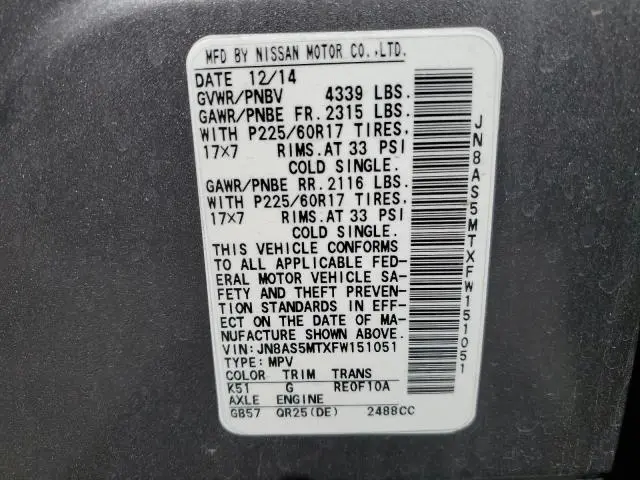 MFD BY NISSAN MOTOR CO.,LTD.
DATE 12/14
GVWR/PNBV 4339 LBS.
GAWR/PNBE FR. 2315 LBS.
WITH P225/60R17 TIRES,
17×7 RIMS.AT 33 PSI
COLD SINGLE.
GAWR/PNBE RR. 2116 LBS.
WITH P225/60R17 TIRES,
17×7 RIMS.AT 33 PSI
COLD SINGLE.
THIS VEHICLE CONFORMS
TO ALL APPLICABLE FED-
ERAL MOTOR VEHICLE SA-
FETY AND THEFT PREVEN-
TION STANDARDS IN EFF-
ECT ON THE DATE OF MA-
NUFACTURE SHOWN ABOVE.
VIN: JN8AS5MTXFW151051
TYPE: MPV
COLOR TRIM TRANS
K51 G RE0F10A
AXLE ENGINE
GB57 QR25(DE) 2488CC
JN8AS5MTXFW151051